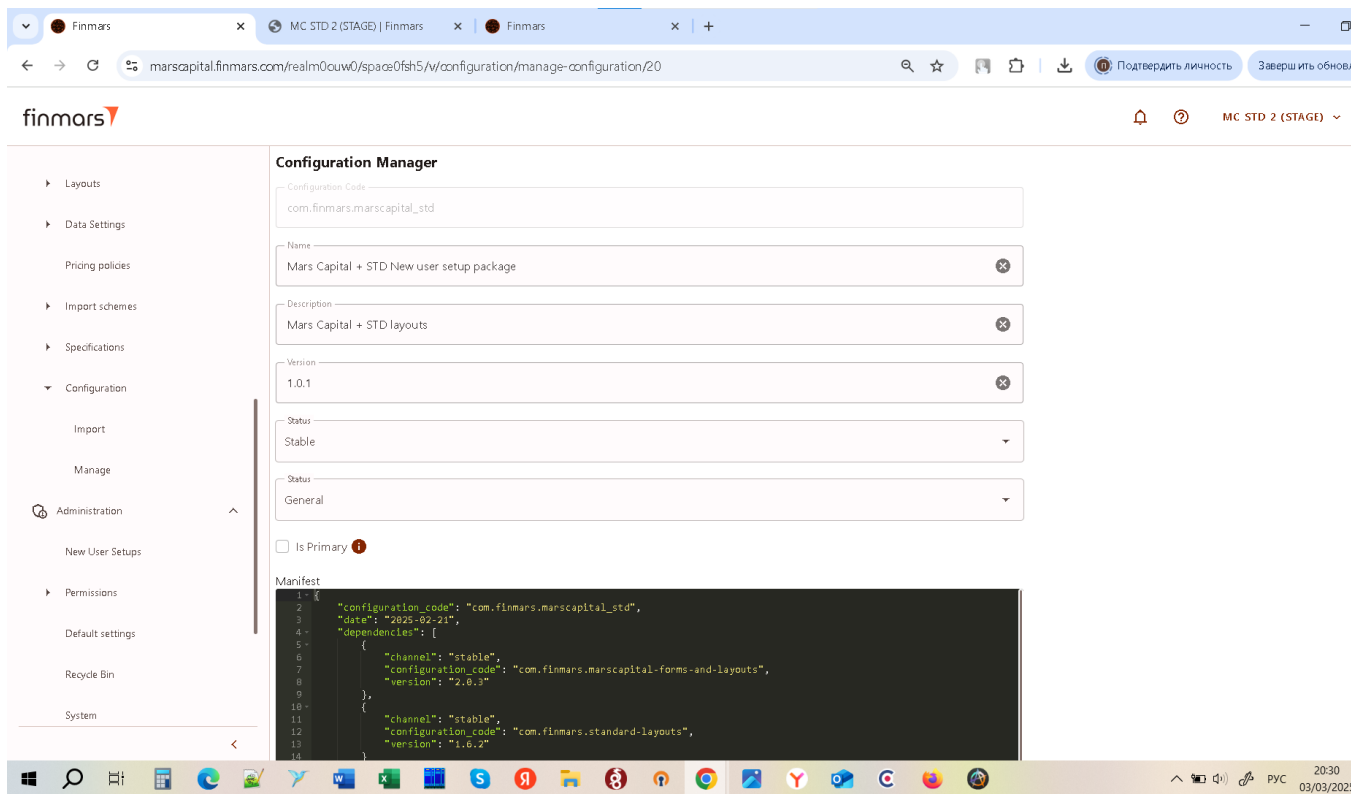 Finmars
MC STD 2 (STAGE) | Finmars
Finmars
marscapital.finmars.com/realm0ouw0/space0fsh5/v/configuration/manage-configuration/20
Подтвердить личность
Завершить обнов
finmars
MC STD 2 (STAGE)
Layouts
Data Settings
Pricing policies
Import schemes
Specifications
Configuration
Import
Manage
Administration
New User Setups
Permissions
Default settings
Recycle Bin
System
Configuration Manager
Configuration Code
com.finmars.marscapital_std
Name
Mars Capital + STD New user setup package
Description
Mars Capital + STD layouts
Version
1.0.1
Status
Stable
Status
General
Is Primary
Manifest
1 {
2 "configuration_code": "com.finmars.marscapital_std",
3 "date": "2025-02-21",
4 "dependencies": [
5 {
6 "channel": "stable",
7 "configuration_code": "com.finmars.marscapital-forms-and-layouts",
8 "version": "2.0.3"
9 },
10 {
11 "channel": "stable",
12 "configuration_code": "com.finmars.standard-layouts",
13 "version": "1.6.2"
14 }
РУС
20:30
03/03/2025